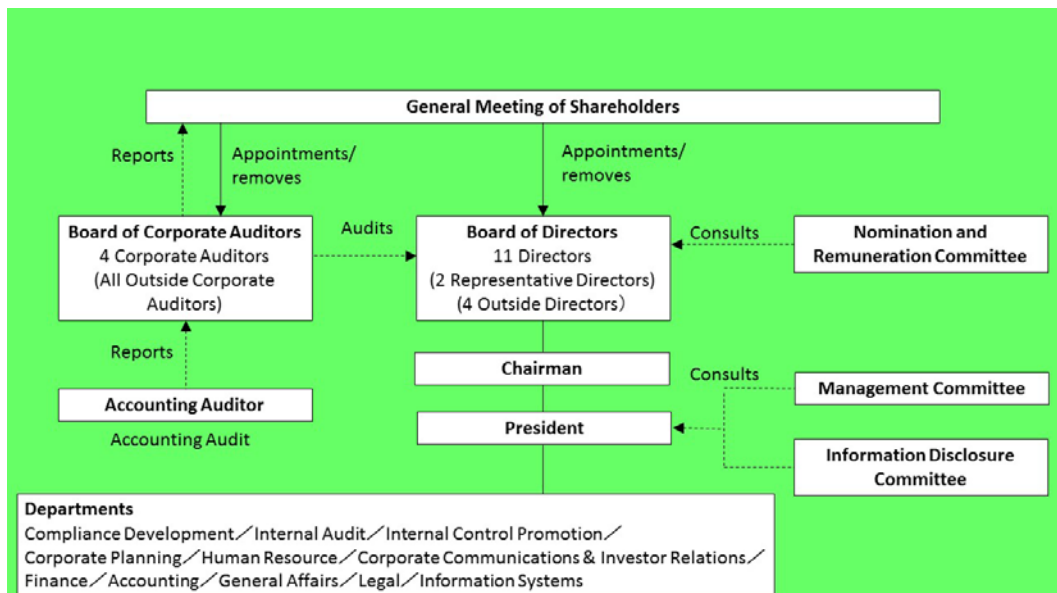 General Meeting of Shareholders
Reports
Appointments/
removes
Appointments/
removes
Board of Corporate Auditors
4 Corporate Auditors
(All Outside Corporate
Auditors)
Audits
Board of Directors
11 Directors
(2 Representative Directors)
(4 Outside Directors）
Consults
Nomination and
Remuneration Committee
Reports
Chairman
Consults
Management Committee
Accounting Auditor
Accounting Audit
President
Information Disclosure
Committee
Departments
Compliance Development／Internal Audit／Internal Control Promotion／
Corporate Planning／Human Resource／Corporate Communications & Investor Relations／
Finance／Accounting／General Affairs／Legal／Information Systems